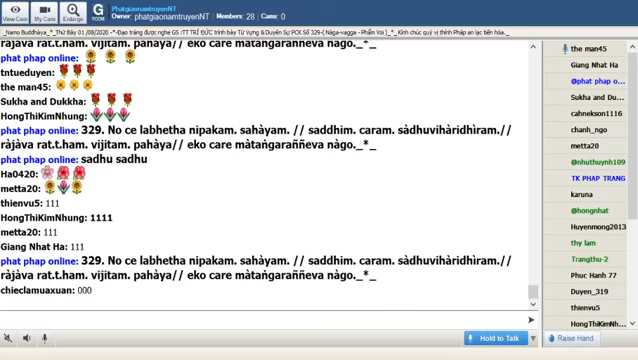 View Cam
My Cam
Enlarge
G
ROOM
Topic: phatgiaonamtruyenNT
Owner: phatgiaonamtruyenNT | Members: 28 | Cams: 0
_Namo Buddhàya_*_Thứ Bảy 01/08/2020 -*-Đạo tràng được nghe GS :TT TRÍ ĐỨC trình bày Từ Vựng & Duyên Sự PCK SỐ 329-( Nàga-vagga - Phẩm Voi )_*_ Kính chúc quý vị thính Pháp an lạc tiến hóa._
ràjàva rat.t.ham. vijitam. pahàya// eko care màtaṅgaraññeva nàgo._*_
phat phap online:
tntueduyen:
the man45:
Sukha and Dukkha:
HongThiKimNhung:
phat phap online: 329. No ce labhetha nipakam. sahàyam. // saddhim. caram. sàdhuvihàridhìram.//
ràjàva rat.t.ham. vijitam. pahàya// eko care màtaṅgaraññeva nàgo._*_
phat phap online: sadhu sadhu
Ha0420:
metta20:
thienvu5: 111
HongThiKimNhung: 1111
metta20: 111
Giang Nhat Ha: 111
phat phap online: 329. No ce labhetha nipakam. sahàyam. // saddhim. caram. sàdhuvihàridhìram.//
ràjàva rat.t.ham. vijitam. pahàya// eko care màtaṅgaraññeva nàgo._*_
chieclamuaxuan: 000
Hold to Talk
the man45
Giang Nhat Ha
@phat phap o...
Sukha and Du...
cahnekson1116
chanh_ngo
metta20
@nhuthuynh109
TK PHAP TRANG
karuna
@hongnhat
Huyenmong2013
thy lam
Trangthu-2
Phuc Hanh 77
Duyen_319
thienvu5
HongThiKimNh...
Raise Hand